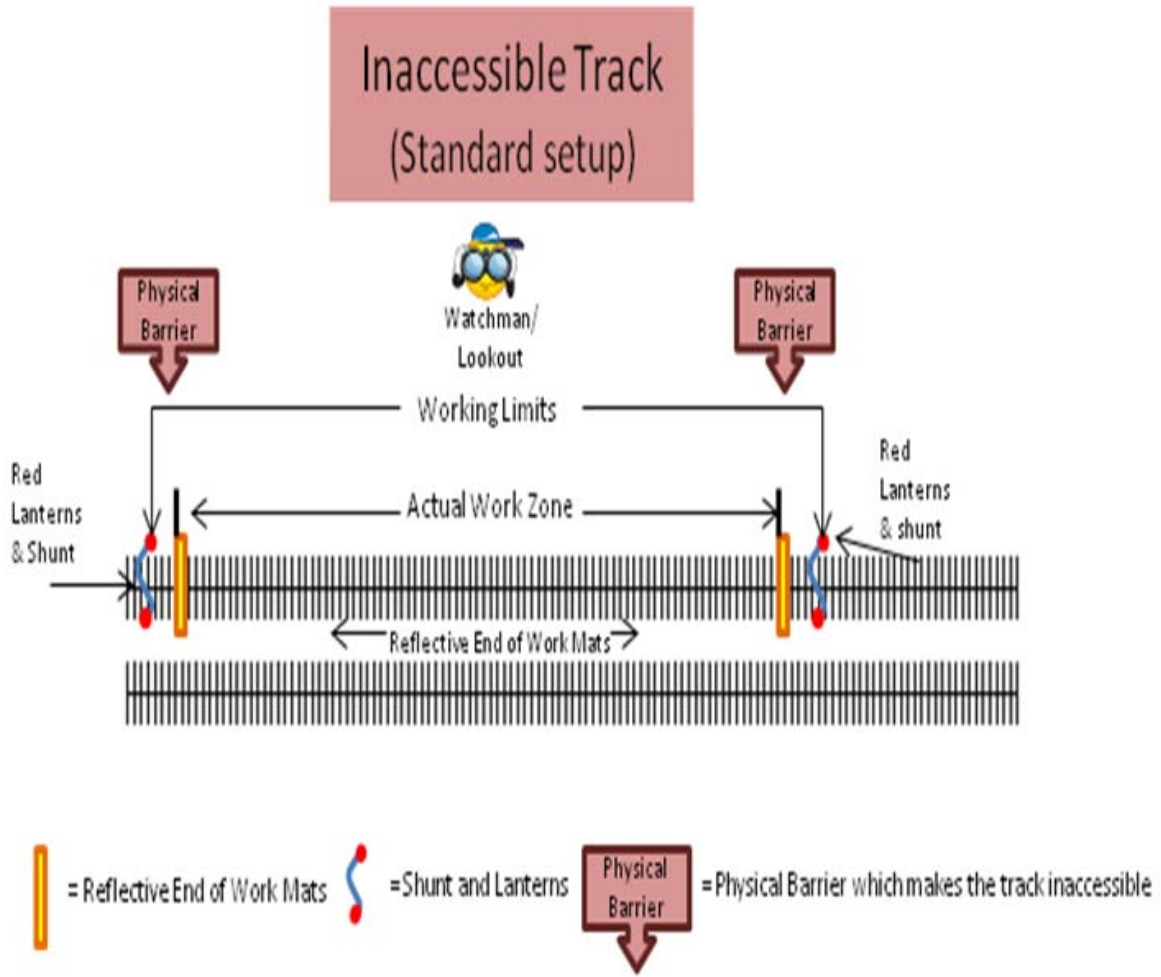 Inaccessible Track
(Standard setup)
Physical
Barrier
Watchman/
Lookout
Physical
Barrier
Working Limits
Red
Lanterns
& Shunt
Actual Work Zone
Red
Lanterns
& shunt
Reflective End of Work Mats
= Reflective End of Work Mats
=Shunt and Lanterns
Physical
Barrier
=Physical Barrier which makes the track inaccessible